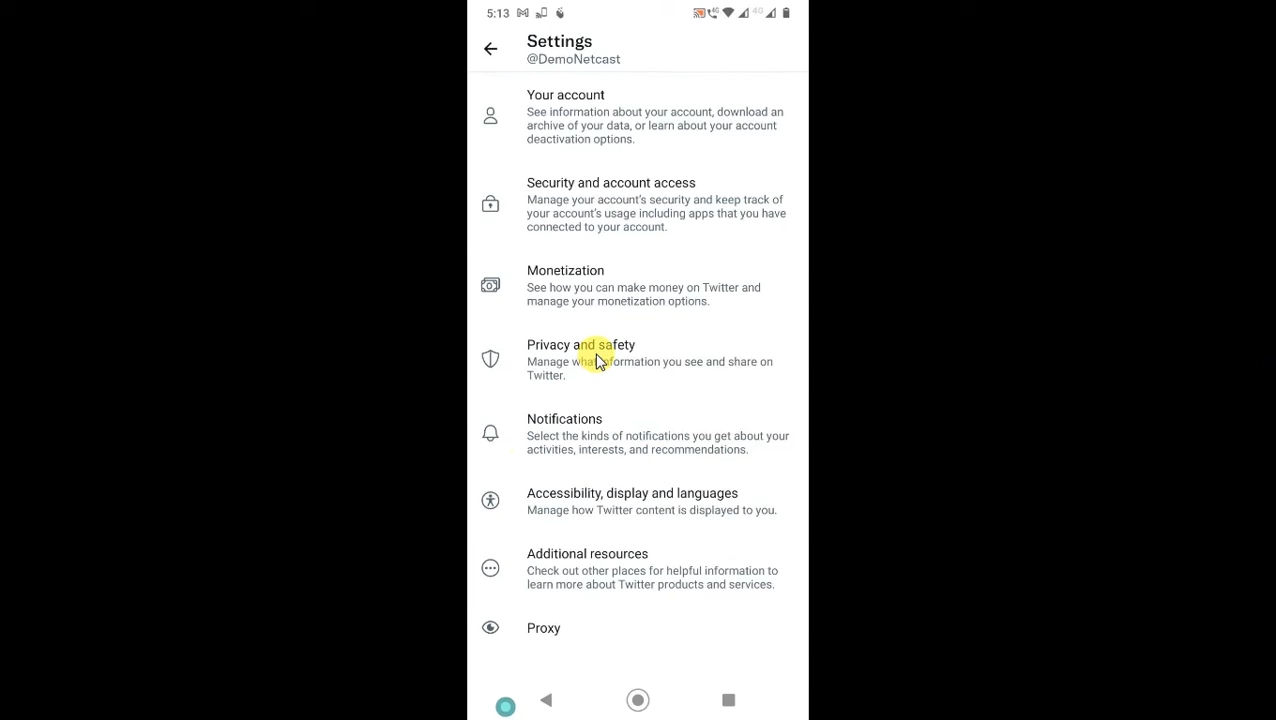 5:13
4G 4G
Settings
@DemoNetcast
Your account
See information about your account, download an
archive of your data, or learn about your account
deactivation options.
Security and account access
Manage your account's security and keep track of
your account's usage including apps that you have
connected to your account.
Monetization
See how you can make money on Twitter and
manage your monetization options.
Privacy and safety
Manage what information you see and share on
Twitter.
Notifications
Select the kinds of notifications you get about your
activities, interests, and recommendations.
Accessibility, display and languages
Manage how Twitter content is displayed to you.
Additional resources
Check out other places for helpful information to
learn more about Twitter products and services.
Proxy